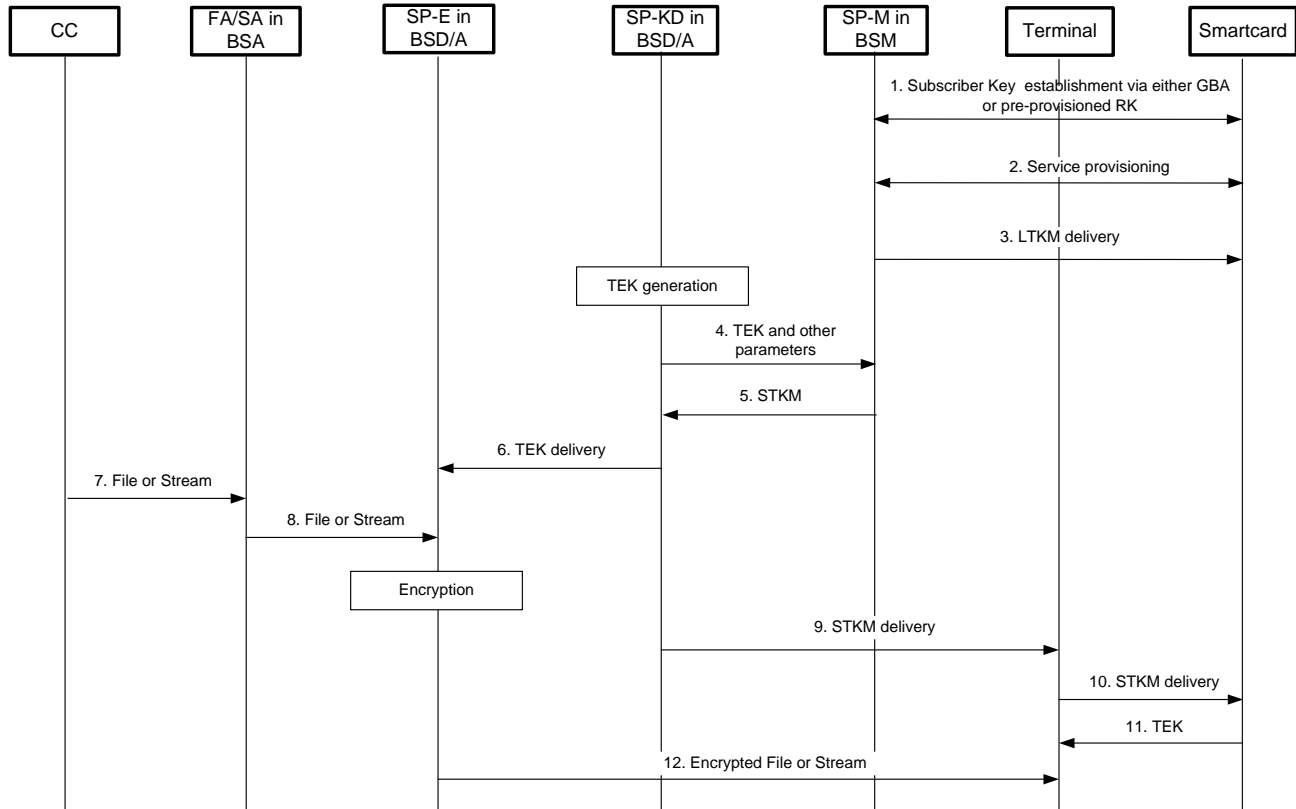 CC
FA/SA in
BSA
SP-E in
BSD/A
SP-KD in
BSD/A
SP-M in
BSM
Terminal
Smartcard
1. Subscriber Key establishment via either GBA
or pre-provisioned RK
2. Service provisioning
3. LTKM delivery
TEK generation
4. TEK and other
parameters
5. STKM
6. TEK delivery
7. File or Stream
8. File or Stream
Encryption
9. STKM delivery
10. STKM delivery
11. TEK
12. Encrypted File or Stream